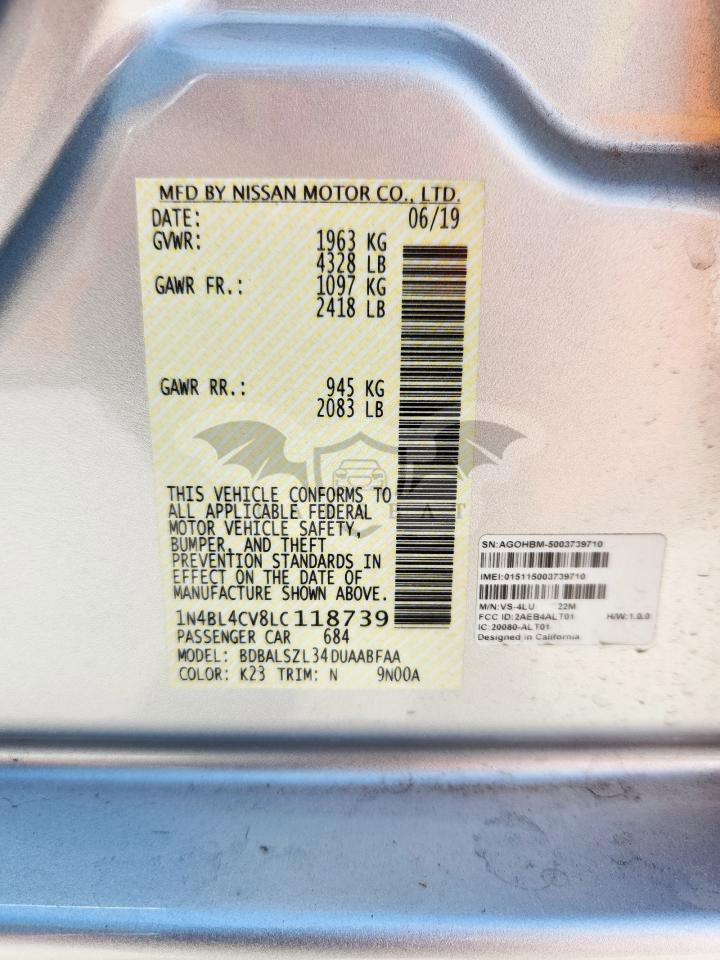 MFD BY NISSAN MOTOR CO., LTD.
DATE: 06/19
GVWR: 1963 KG
4328 LB
GAWR FR.: 1097 KG
2418 LB
GAWR RR.: 945 KG
2083 LB
THIS VEHICLE CONFORMS TO
ALL APPLICABLE FEDERAL
MOTOR VEHICLE SAFETY,
BUMPER, AND THEFT
PREVENTION STANDARDS IN
EFFECT ON THE DATE OF
MANUFACTURE SHOWN ABOVE.
1N4BL4CV8LC118739
PASSENGER CAR 684
MODEL: BDBALSZL34DUAABFAA
COLOR: K23 TRIM: N 9N00A
SN:AGOHBM-5003739710
IMEI:015115003739710
M/N:VS-4LU 22M
FCC ID:2AEB4ALT01 H/W:1.0.0
IC:20080-ALT01
Designed in California